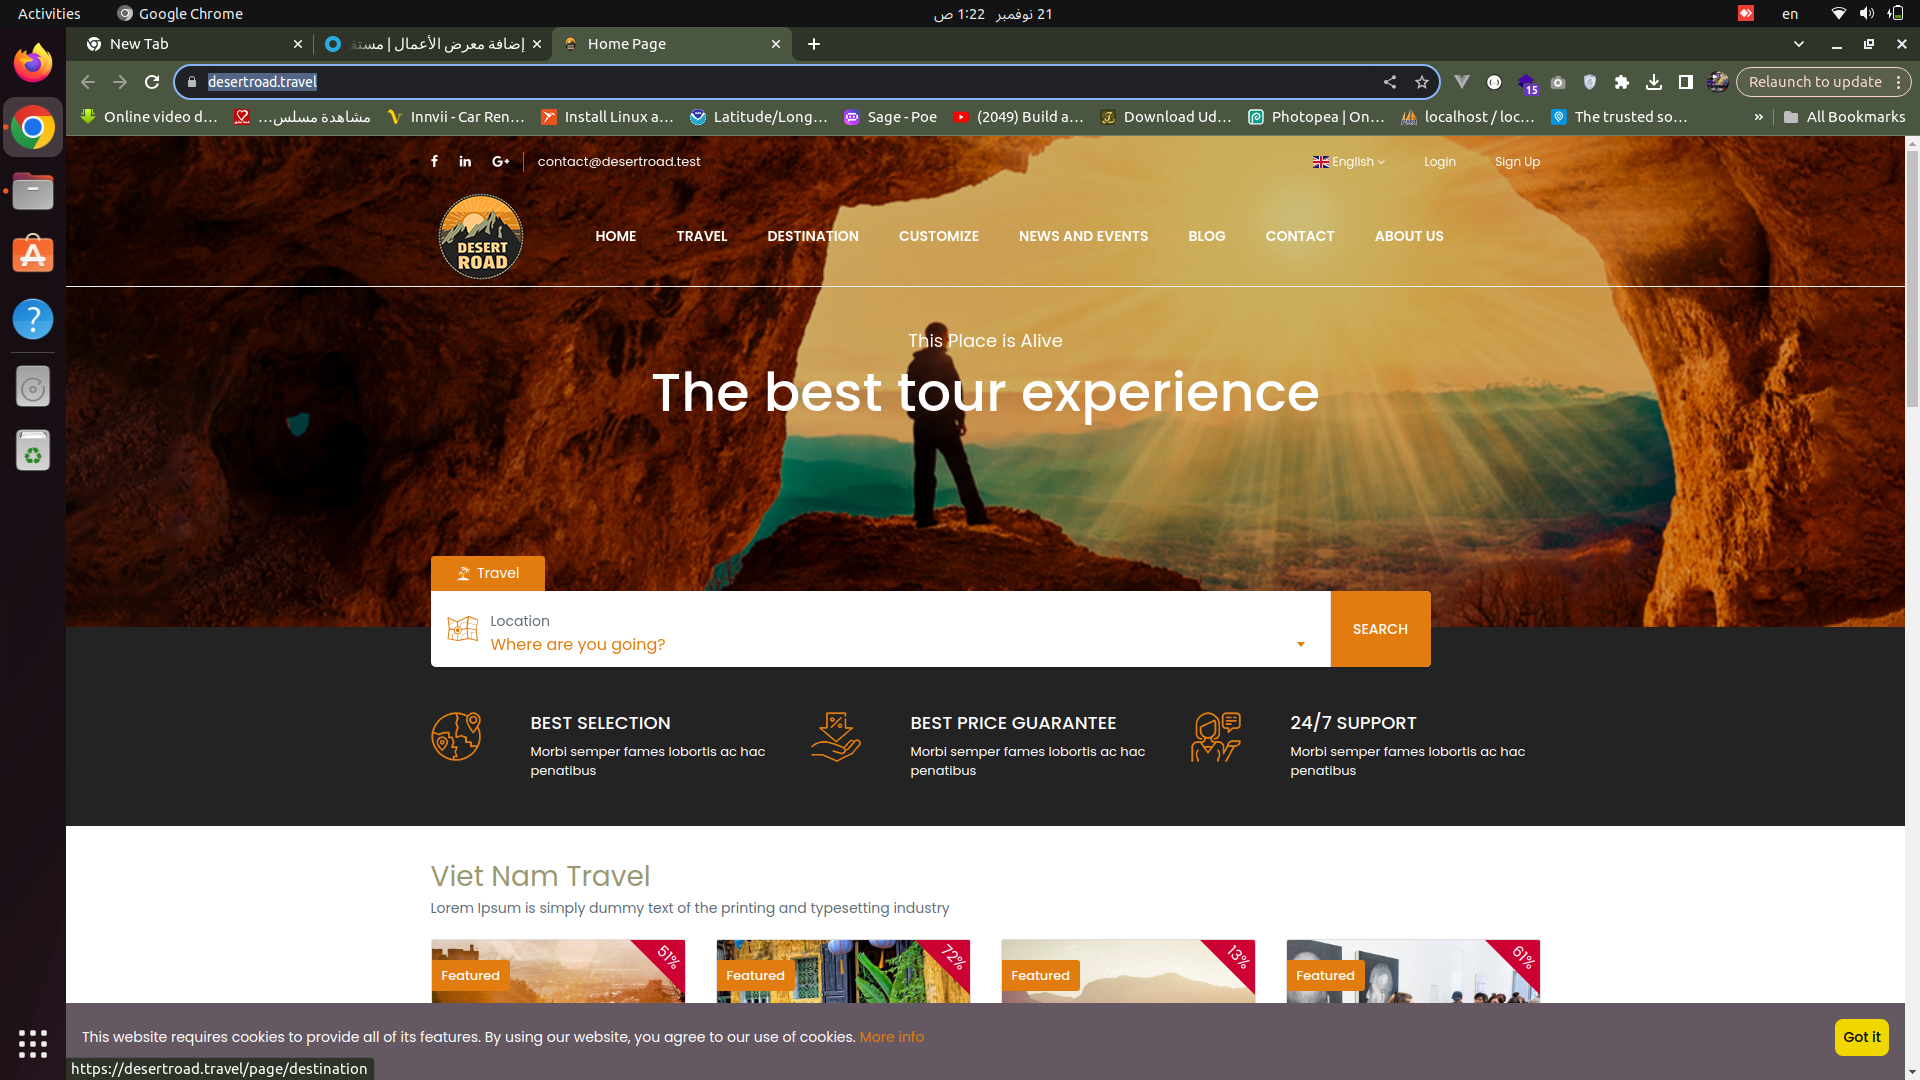 Activities
Google Chrome
21 نوفمبر 1:22 ص
en
New Tab
إضافة معرض الأعمال | مستق
Home Page
desertroad.travel
15
Relaunch to update
Online video d...
مشاهدة مسلس...
Innvii - Car Ren...
Install Linux a...
Latitude/Long...
Sage - Poe
(2049) Build a...
Download Ud...
Photopea | On...
localhost / loc...
The trusted so...
»
All Bookmarks
contact@desertroad.test
English
Login
Sign Up
DESERT
ROAD
HOME
TRAVEL
DESTINATION
CUSTOMIZE
NEWS AND EVENTS
BLOG
CONTACT
ABOUT US
This Place is Alive
The best tour experience
Travel
Location
Where are you going?
SEARCH
BEST SELECTION
Morbi semper fames lobortis ac hac
penatibus
BEST PRICE GUARANTEE
Morbi semper fames lobortis ac hac
penatibus
24/7 SUPPORT
Morbi semper fames lobortis ac hac
penatibus
Viet Nam Travel
Lorem Ipsum is simply dummy text of the printing and typesetting industry
Featured
51%
Featured
72%
Featured
13%
Featured
61%
This website requires cookies to provide all of its features. By using our website, you agree to our use of cookies. More info
Got it
https://desertroad.travel/page/destination